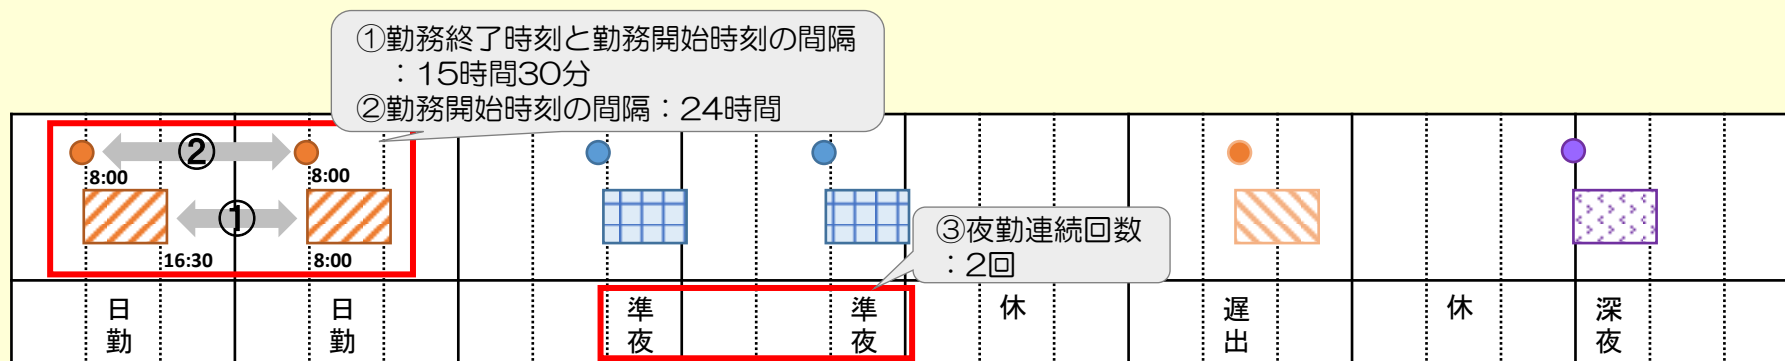 ①勤務終了時刻と勤務開始時刻の間隔
：15時間30分
②勤務開始時刻の間隔：24時間
②
8:00
8:00
①
16:30
8:00
③夜勤連続回数
：2回
日勤
日勤
準夜
準夜
休
遅出
休
深夜